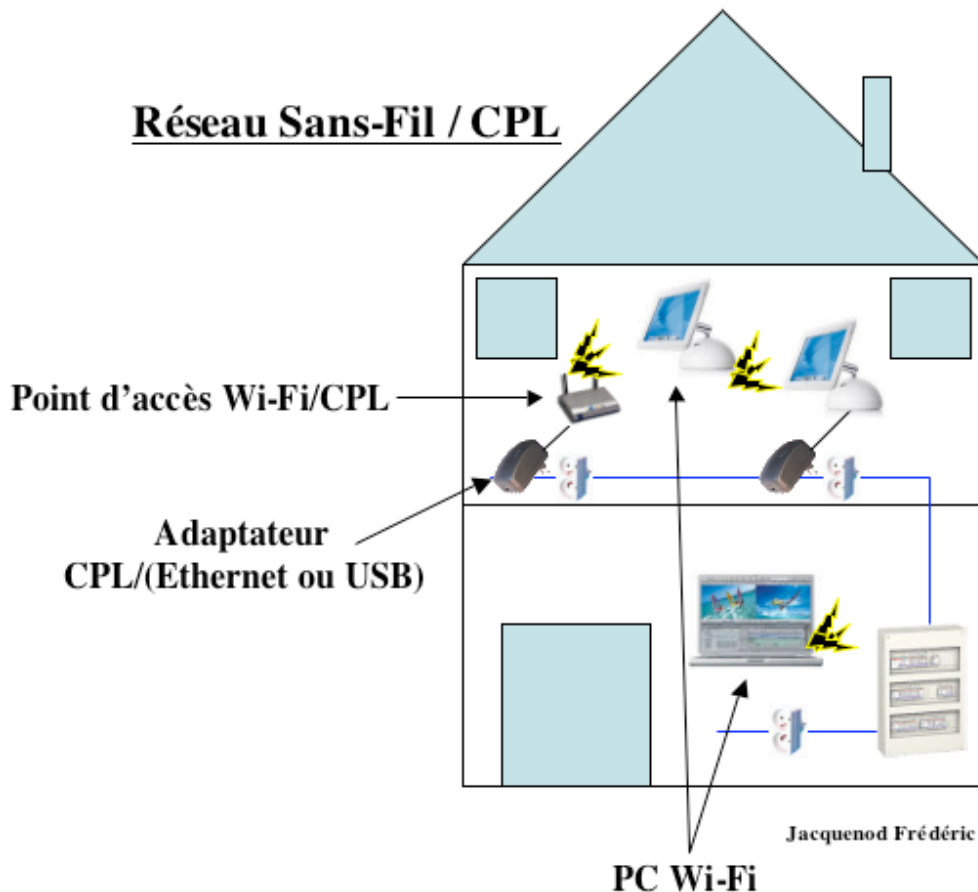 Réseau Sans-Fil / CPL
Point d'accès Wi-Fi/CPL
Adaptateur
CPL/(Ethernet ou USB)
Jacquenod Frédéric
PC Wi-Fi